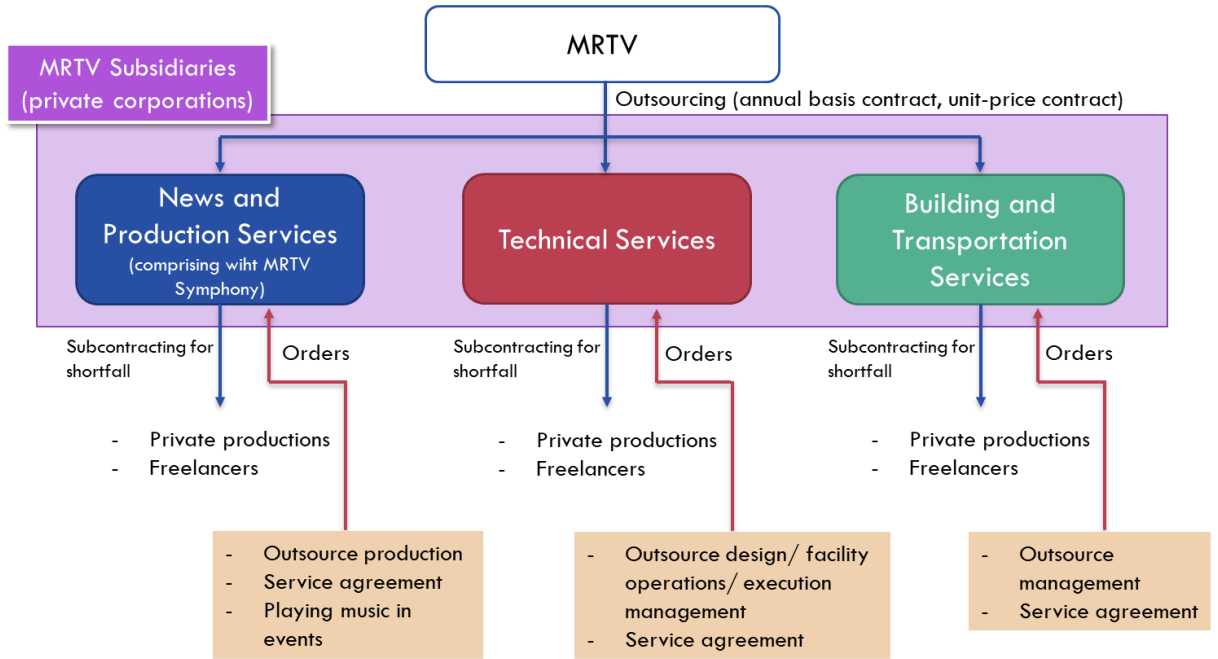 MRTV
MRTV Subsidiaries
(private corporations)
Outsourcing (annual basis contract, unit-price contract)
News and
Production Services
(comprising wiht MRTV
Symphony)
Technical Services
Building and
Transportation
Services
Subcontracting for
shortfall
Orders
Subcontracting for
shortfall
Orders
Subcontracting for
shortfall
Orders
- Private productions
- Freelancers
- Private productions
- Freelancers
- Private productions
- Freelancers
- Outsource production
- Service agreement
- Playing music in
events
- Outsource design/ facility
operations/ execution
management
- Service agreement
- Outsource
management
- Service agreement